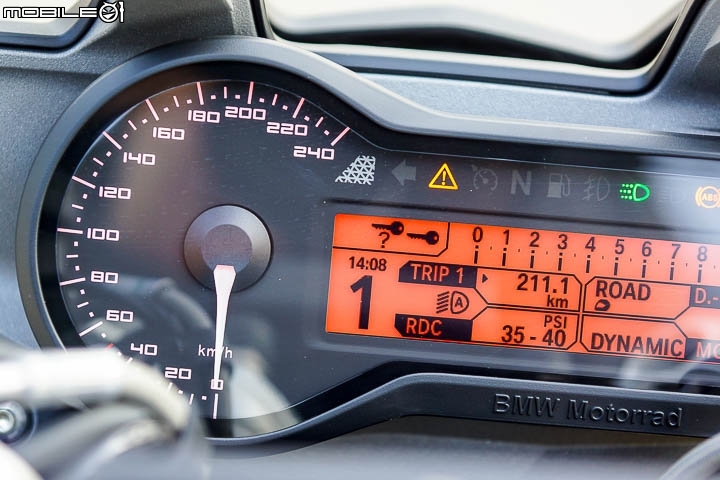 MOBILE01
0
20
40
60
80
100
120
140
160
180
200
220
240
km/h
N
ABS
?
0 1 2 3 4 5 6 7 8
14:08
TRIP 1
211.1
km
ROAD
D.-
1
A
RDC
PSI
35 - 40
DYNAMIC
BMW Motorrad